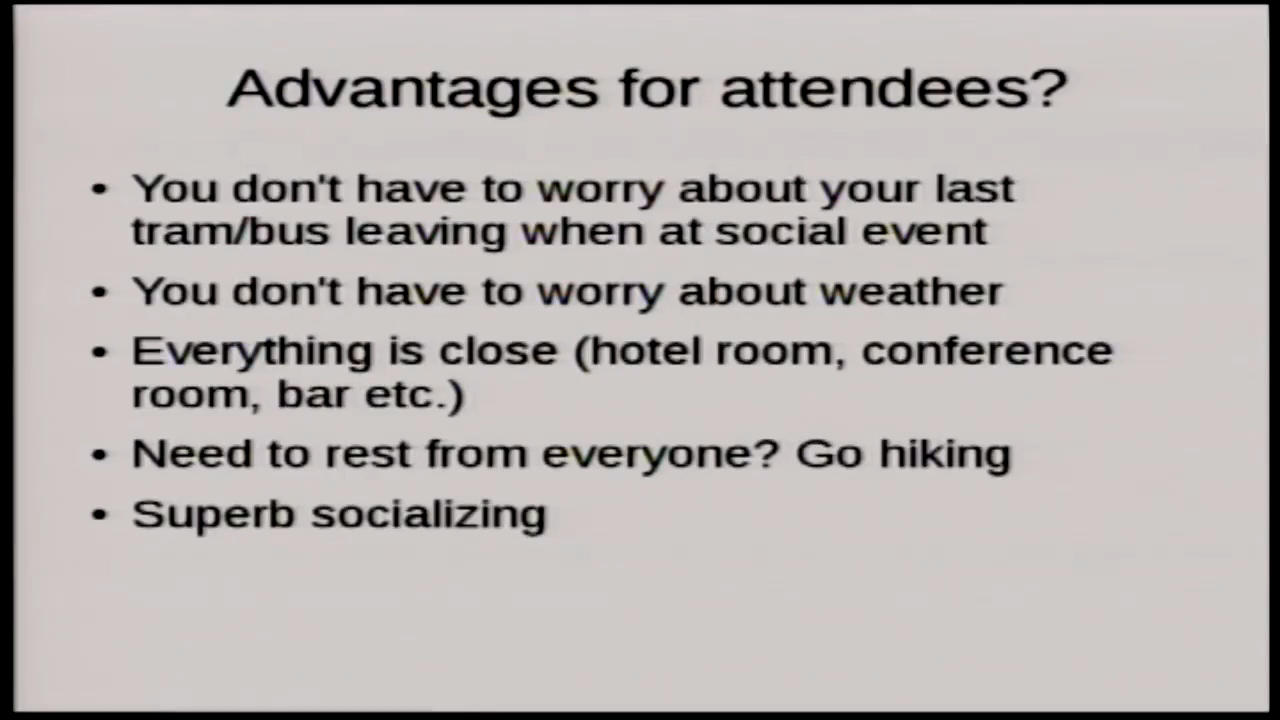 Advantages for attendees?
• You don't have to worry about your last
tram/bus leaving when at social event
• You don't have to worry about weather
• Everything is close (hotel room, conference
room, bar etc.)
• Need to rest from everyone? Go hiking
• Superb socializing